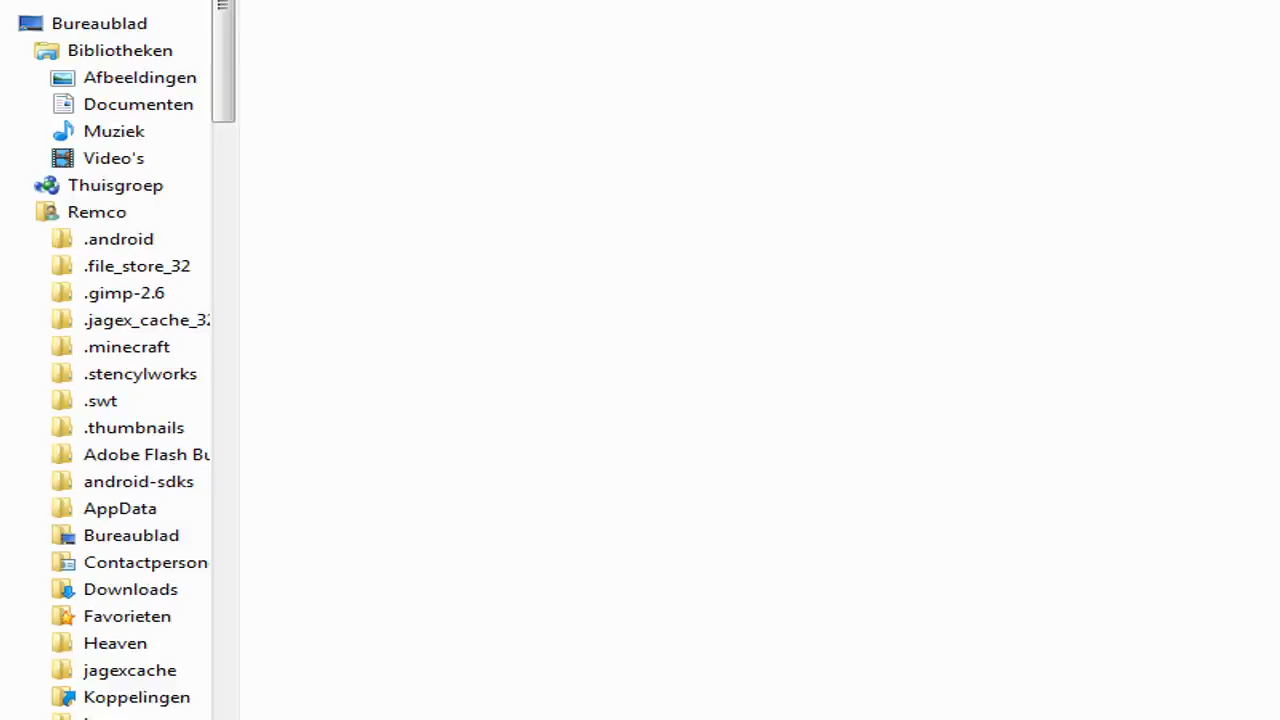 Bureaublad
Bibliotheken
Afbeeldingen
Documenten
Muziek
Video's
Thuisgroep
Remco
.android
.file_store_32
.gimp-2.6
.jagex_cache_32
.minecraft
.stencylworks
.swt
.thumbnails
Adobe Flash Bu
android-sdks
AppData
Bureaublad
Contactperson
Downloads
Favorieten
Heaven
jagexcache
Koppelingen